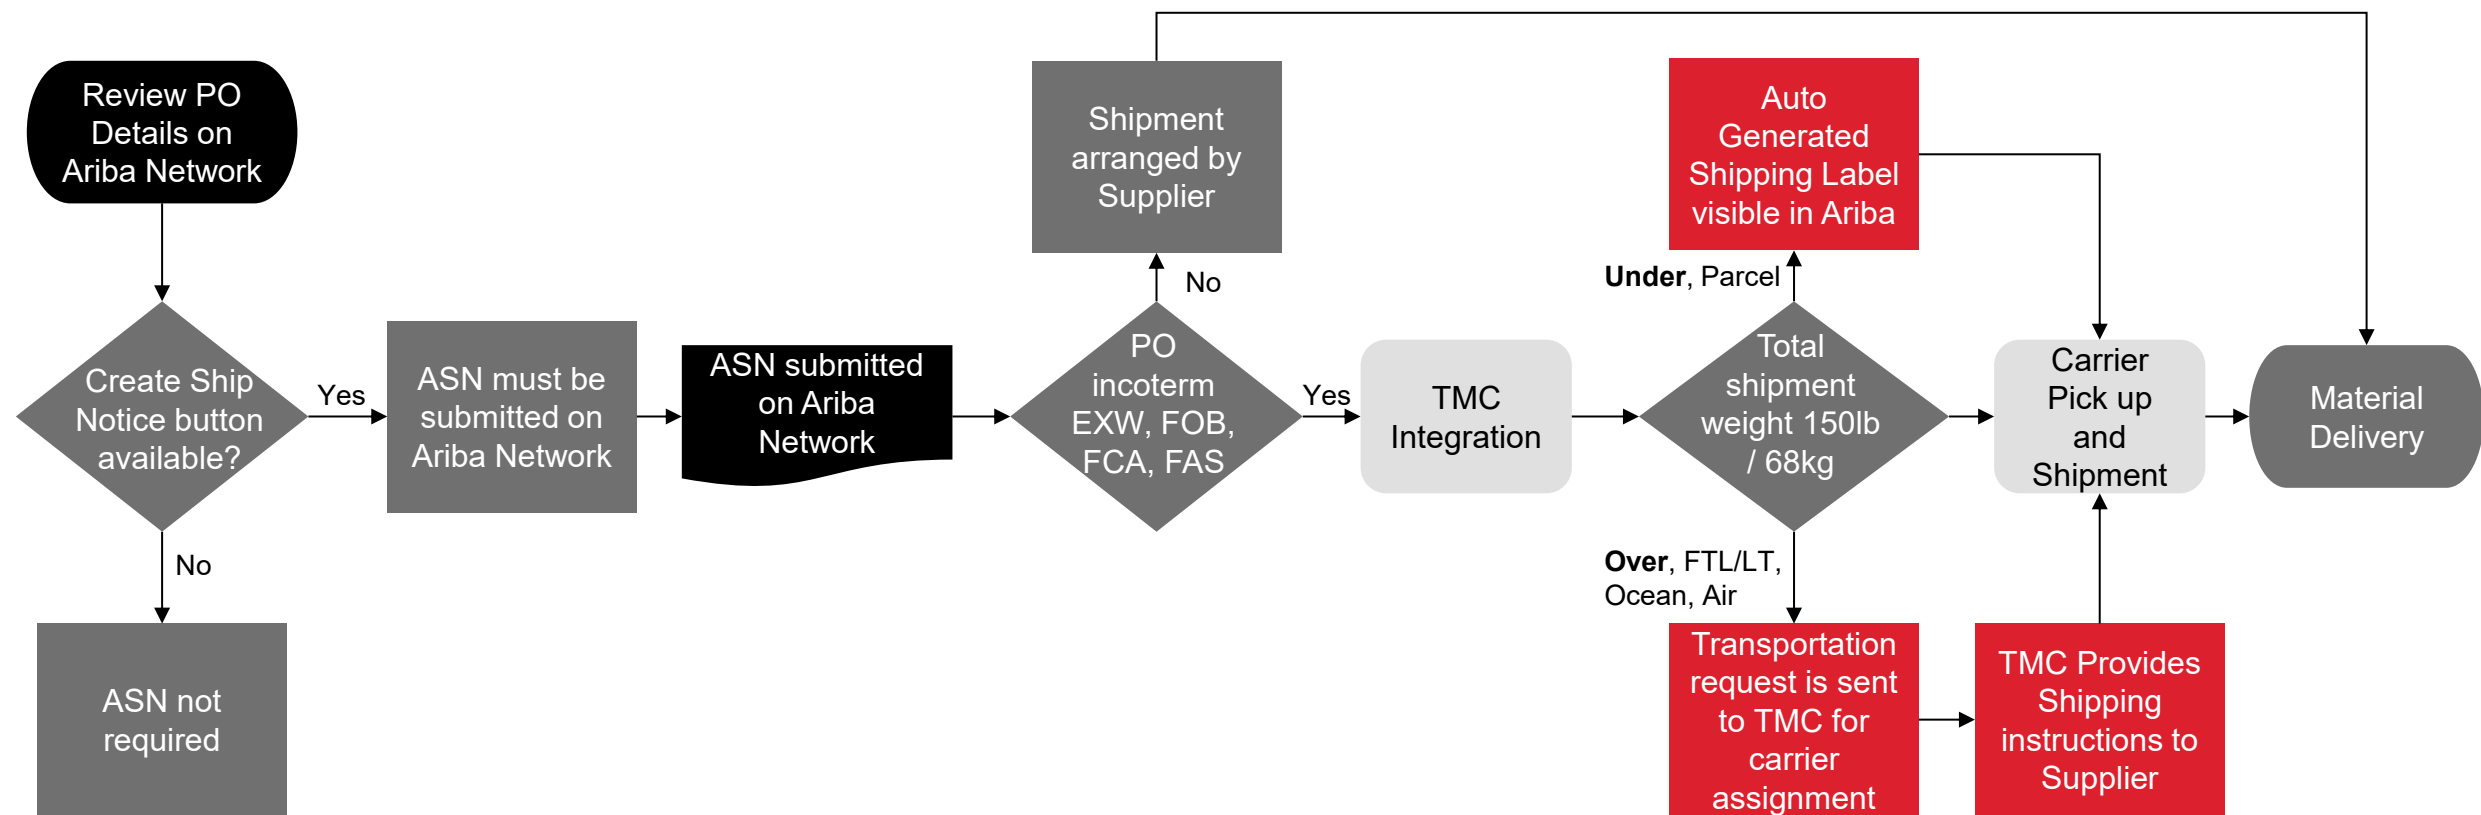 Review PO
Details on
Ariba Network
Create Ship
Notice button
available?
Yes
No
ASN not
required
ASN must be
submitted on
Ariba Network
ASN submitted
on Ariba
Network
PO
incoterm
EXW, FOB,
FCA, FAS
No
Shipment
arranged by
Supplier
Yes
TMC
Integration
Total
shipment
weight 150lb
/ 68kg
Under, Parcel
Auto
Generated
Shipping Label
visible in Ariba
Over, FTL/LT,
Ocean, Air
Transportation
request is sent
to TMC for
carrier
assignment
TMC Provides
Shipping
instructions to
Supplier
Carrier
Pick up
and
Shipment
Material
Delivery